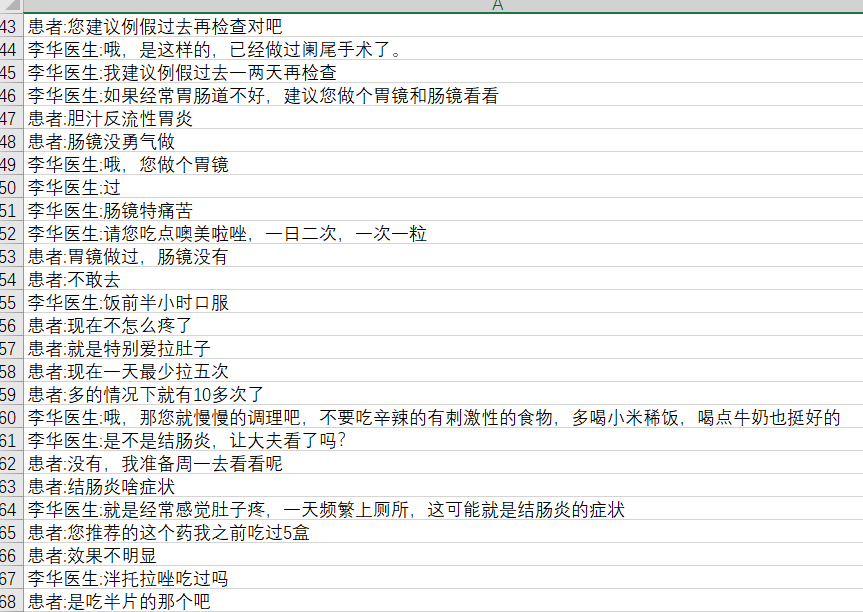 A
43 患者:您建议例假过去再检查对吧
44 李华医生:哦，是这样的，已经做过阑尾手术了。
45 李华医生:我建议例假过去一两天再检查
46 李华医生:如果经常胃肠道不好，建议您做个胃镜和肠镜看看
47 患者:胆汁反流性胃炎
48 患者:肠镜没勇气做
49 李华医生:哦，您做个胃镜
50 李华医生:过
51 李华医生:肠镜特痛苦
52 李华医生:请您吃点噢美啦唑，一日二次，一次一粒
53 患者:胃镜做过，肠镜没有
54 患者:不敢去
55 李华医生:饭前半小时口服
56 患者:现在不怎么疼了
57 患者:就是特别爱拉肚子
58 患者:现在一天最少拉五次
59 患者:多的情况下就有10多次了
60 李华医生:哦，那您就慢慢的调理吧，不要吃辛辣的有刺激性的食物，多喝小米稀饭，喝点牛奶也挺好的
61 李华医生:是不是结肠炎，让大夫看了吗？
62 患者:没有，我准备周一去看看呢
63 患者:结肠炎啥症状
64 李华医生:就是经常感觉肚子疼，一天频繁上厕所，这可能就是结肠炎的症状
65 患者:您推荐的这个药我之前吃过5盒
66 患者:效果不明显
67 李华医生:泮托拉唑吃过吗
68 患者:是吃半片的那个吧